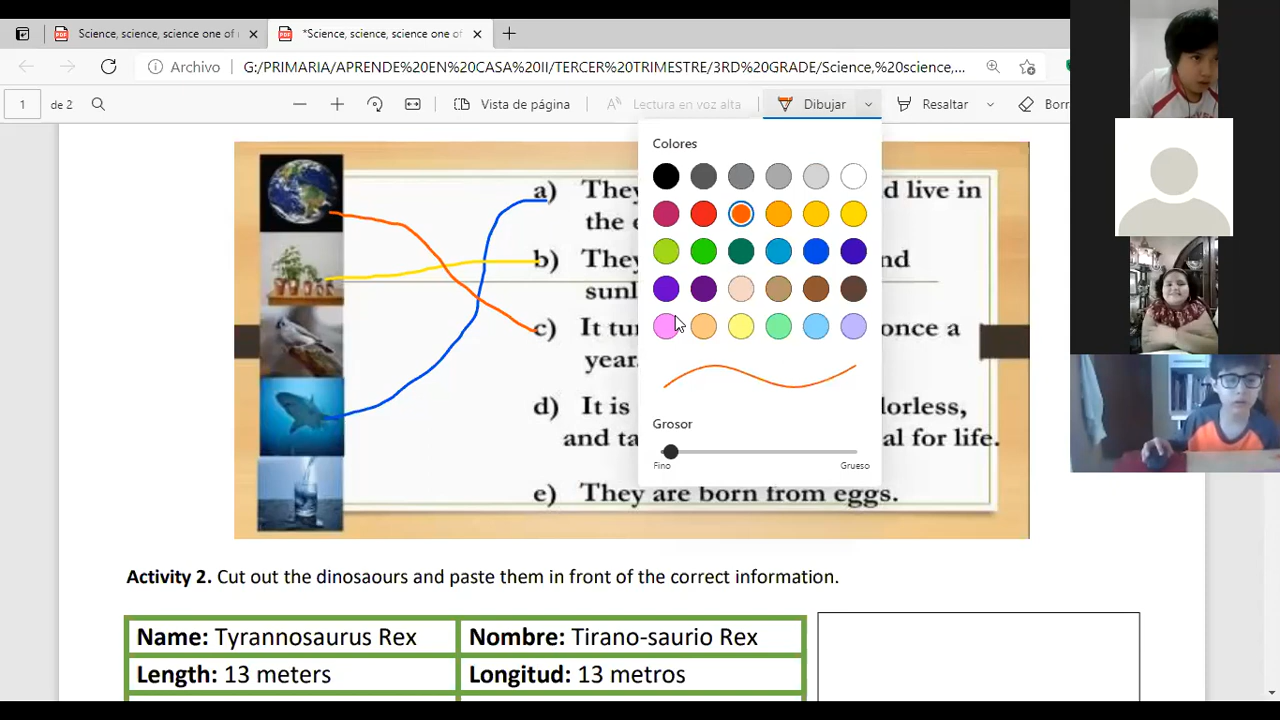 Science, science, science one of
*Science, science, science one of
Archivo
G:/PRIMARIA/APRENDE%20EN%20CASA%20II/TERCER%20TRIMESTRE/3RD%20GRADE/Science,%20science,...
1 de 2
Vista de página
Lectura en voz alta
Dibujar
Resaltar
Borr
Colores
Grosor
Fino
Grueso
a) They d live in
the e
b) They nd
sunl
c) It tur once a
year.
d) It is lorless,
and ta al for life.
e) They are born from eggs.
Activity 2. Cut out the dinosaours and paste them in front of the correct information.
Name: Tyrannosaurus Rex
Nombre: Tirano-saurio Rex
Length: 13 meters
Longitud: 13 metros